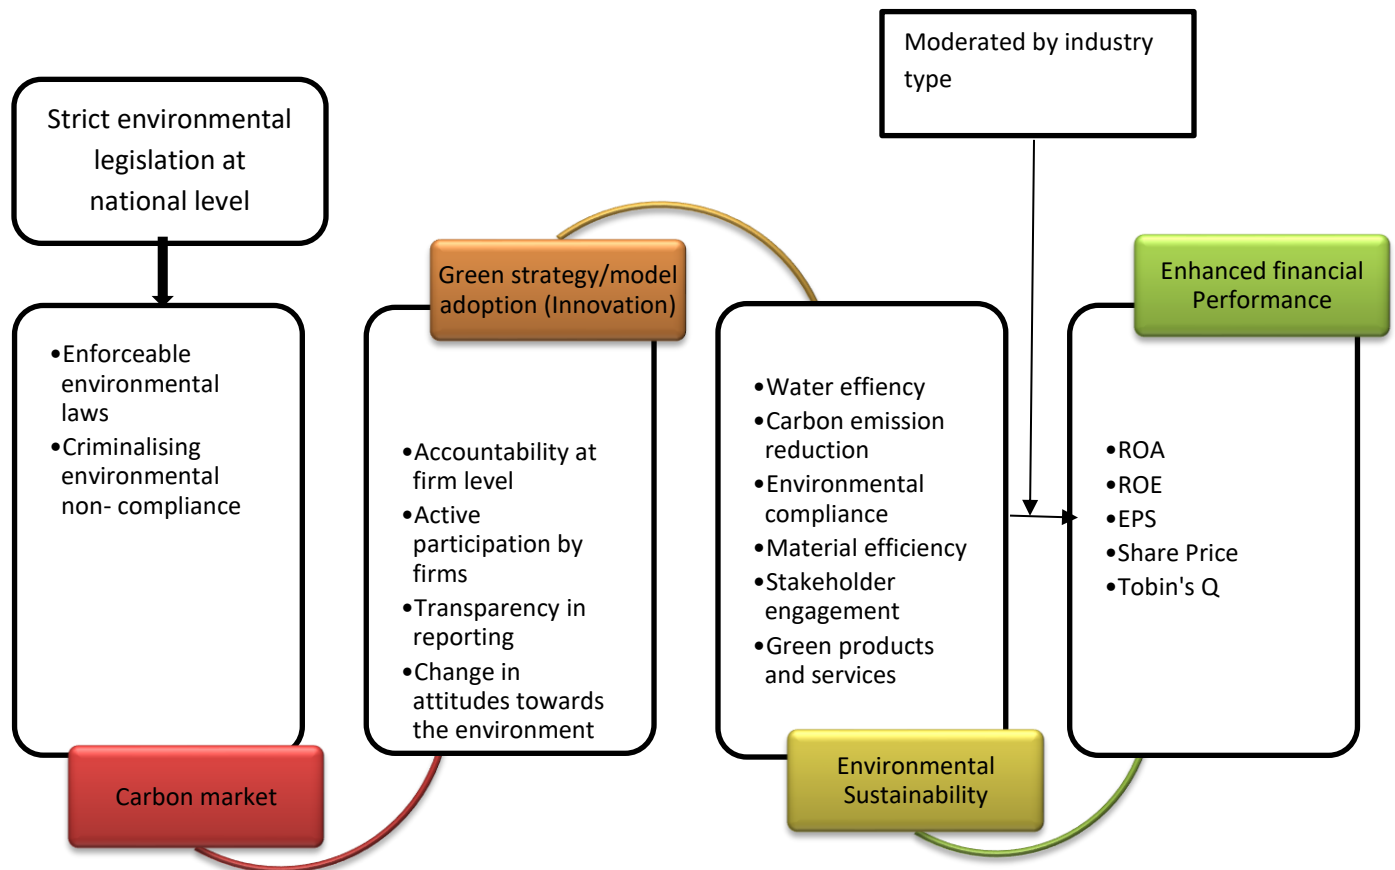 Moderated by industry
type
Strict environmental
legislation at
national level
•Enforceable
environmental
laws
•Criminalising
environmental
non- compliance
Carbon market
Green strategy/model
adoption (Innovation)
•Accountability at
firm level
•Active
participation by
firms
•Transparency in
reporting
•Change in
attitudes towards
the environment
•Water effiency
•Carbon emission
reduction
•Environmental
compliance
•Material efficiency
•Stakeholder
engagement
•Green products
and services
Environmental
Sustainability
Enhanced financial
Performance
•ROA
•ROE
•EPS
•Share Price
•Tobin's Q